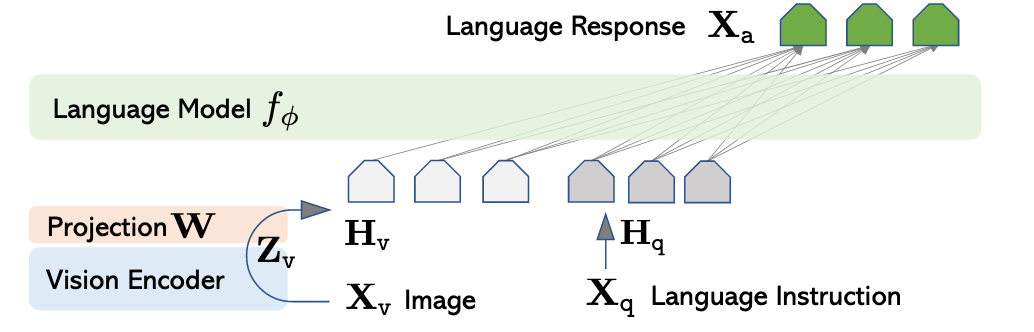 Language Response X_a
Language Model f_ϕ
Projection W
Z_v
H_v
H_q
Vision Encoder
X_v Image
X_q Language Instruction